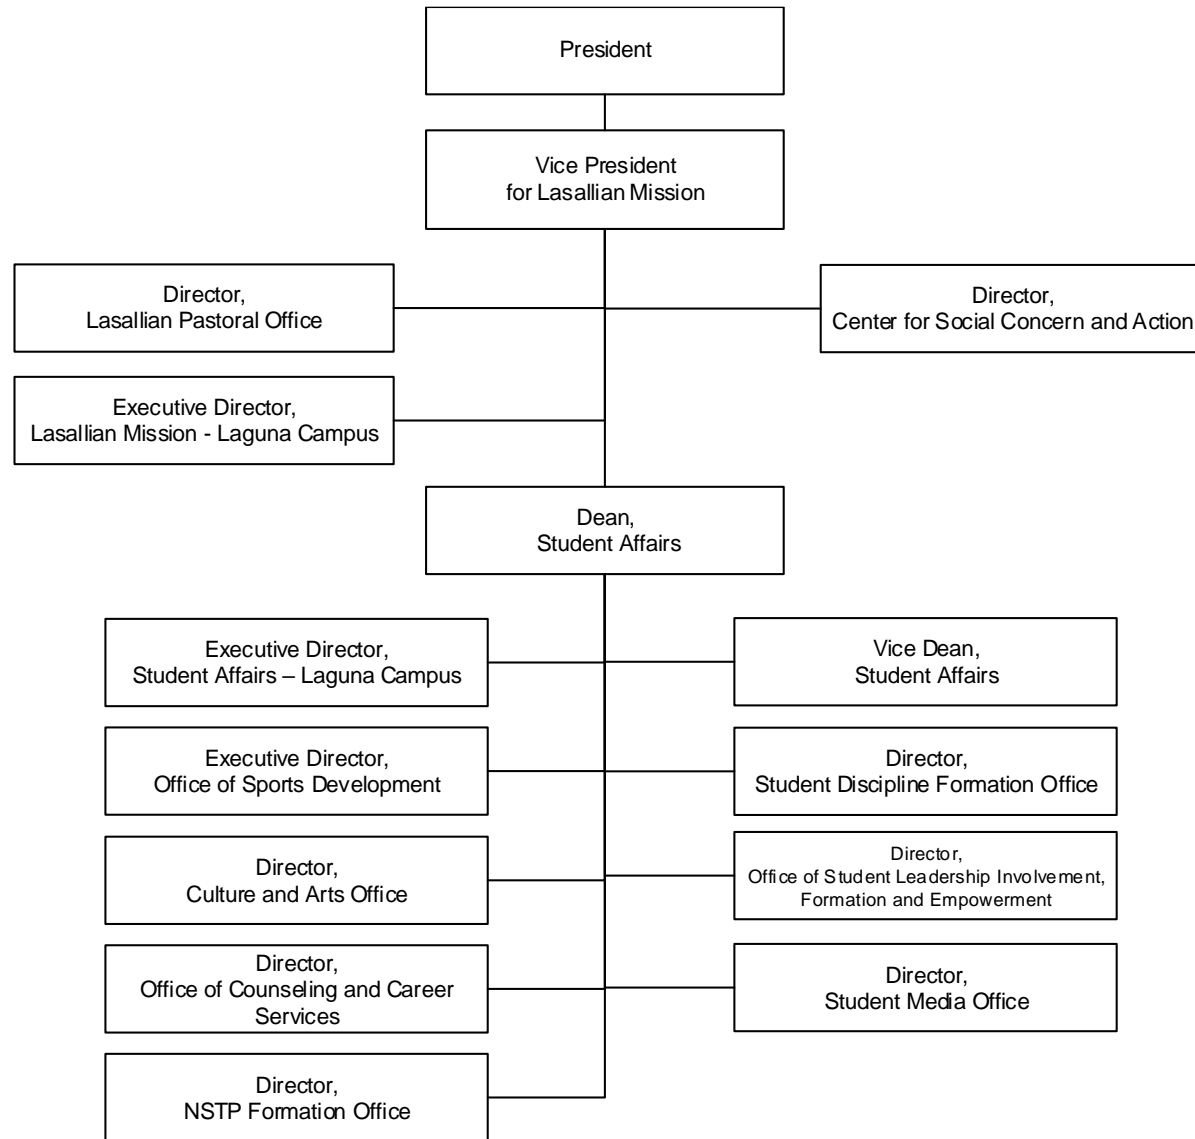 President
Vice President
for Lasallian Mission
Director,
Lasallian Pastoral Office
Director,
Center for Social Concern and Action
Executive Director,
Lasallian Mission - Laguna Campus
Dean,
Student Affairs
Executive Director,
Student Affairs – Laguna Campus
Vice Dean,
Student Affairs
Executive Director,
Office of Sports Development
Director,
Student Discipline Formation Office
Director,
Culture and Arts Office
Director,
Office of Student Leadership Involvement,
Formation and Empowerment
Director,
Office of Counseling and Career
Services
Director,
Student Media Office
Director,
NSTP Formation Office